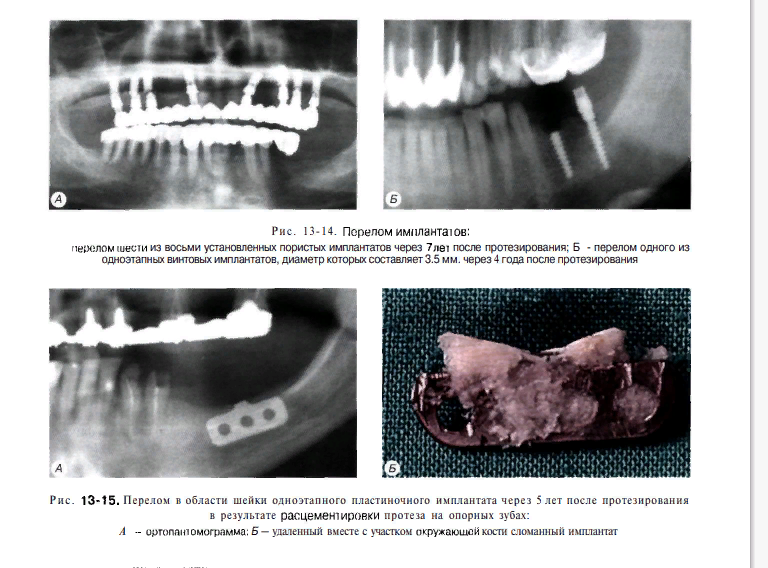 А
Б
Рис. 13-14. Перелом имплантатов:
перелом шести из восьми установленных пористых имплантатов через 7лет после протезирования; Б - перелом одного из
одноэтапных винтовых имплантатов, диаметр которых составляет 3.5 мм. через 4 года после протезирования
А
Б
Рис. 13-15. Перелом в области шейки одноэтапного пластиночного имплантата через 5 лет после протезирования
в результате расцементировки протеза на опорных зубах:
А – ортопантомограмма; Б – удаленный вместе с участком окружающей кости сломанный имплантат